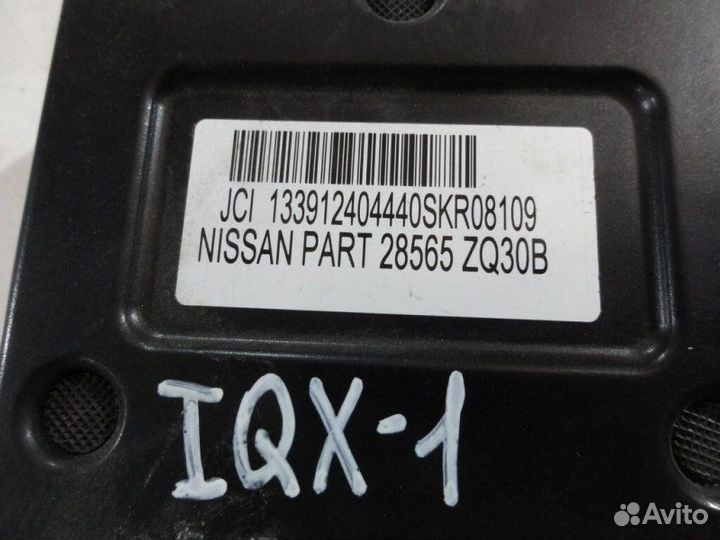 JCI 133912404440SKR08109
NISSAN PART 28565 ZQ30B
IQX-1
Avito